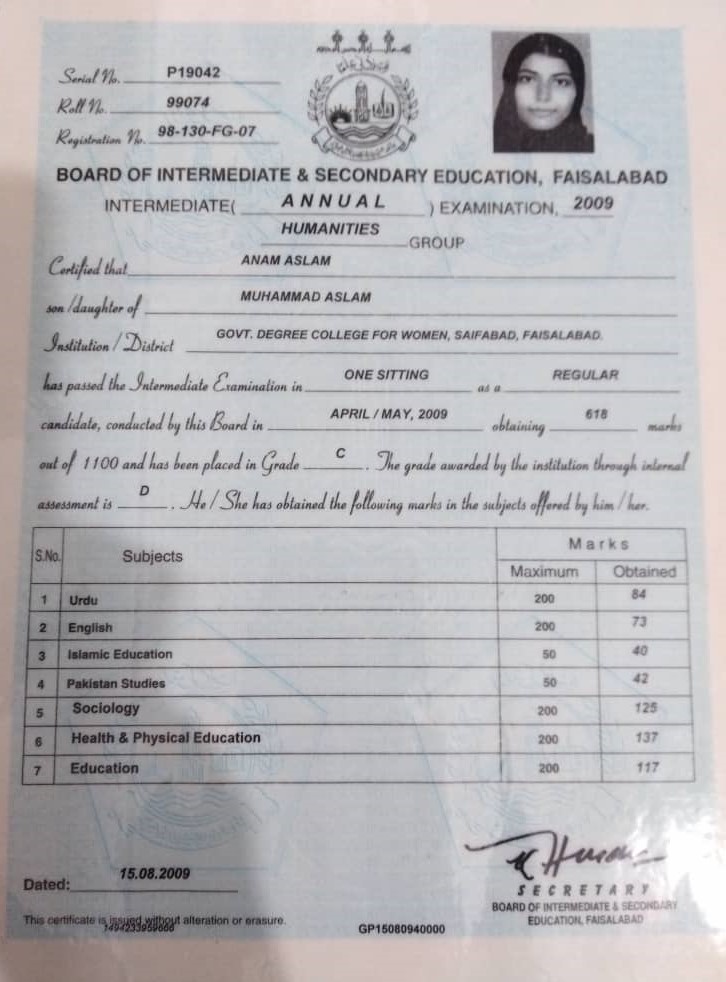 Serial No. P19042
Roll No. 99074
Registration No. 98-130-FG-07
BOARD OF INTERMEDIATE & SECONDARY EDUCATION, FAISALABAD
INTERMEDIATE( ANNUAL ) EXAMINATION, 2009
HUMANITIES GROUP
Certified that ANAM ASLAM
son/daughter of MUHAMMAD ASLAM
Institution / District GOVT. DEGREE COLLEGE FOR WOMEN, SAIFABAD, FAISALABAD.
has passed the Intermediate Examination in ONE SITTING as a REGULAR
candidate, conducted by this Board in APRIL / MAY, 2009 obtaining 618 marks
out of 1100 and has been placed in Grade C . The grade awarded by the institution through internal
assessment is D . He / She has obtained the following marks in the subjects offered by him / her.
S.No. Subjects Marks
Maximum Obtained
1 Urdu 200 84
2 English 200 73
3 Islamic Education 50 40
4 Pakistan Studies 50 42
5 Sociology 200 125
6 Health & Physical Education 200 137
7 Education 200 117
Dated: 15.08.2009
SECRETARY
BOARD OF INTERMEDIATE & SECONDARY
EDUCATION, FAISALABAD
This certificate is issued without alteration or erasure.
GP15080940000